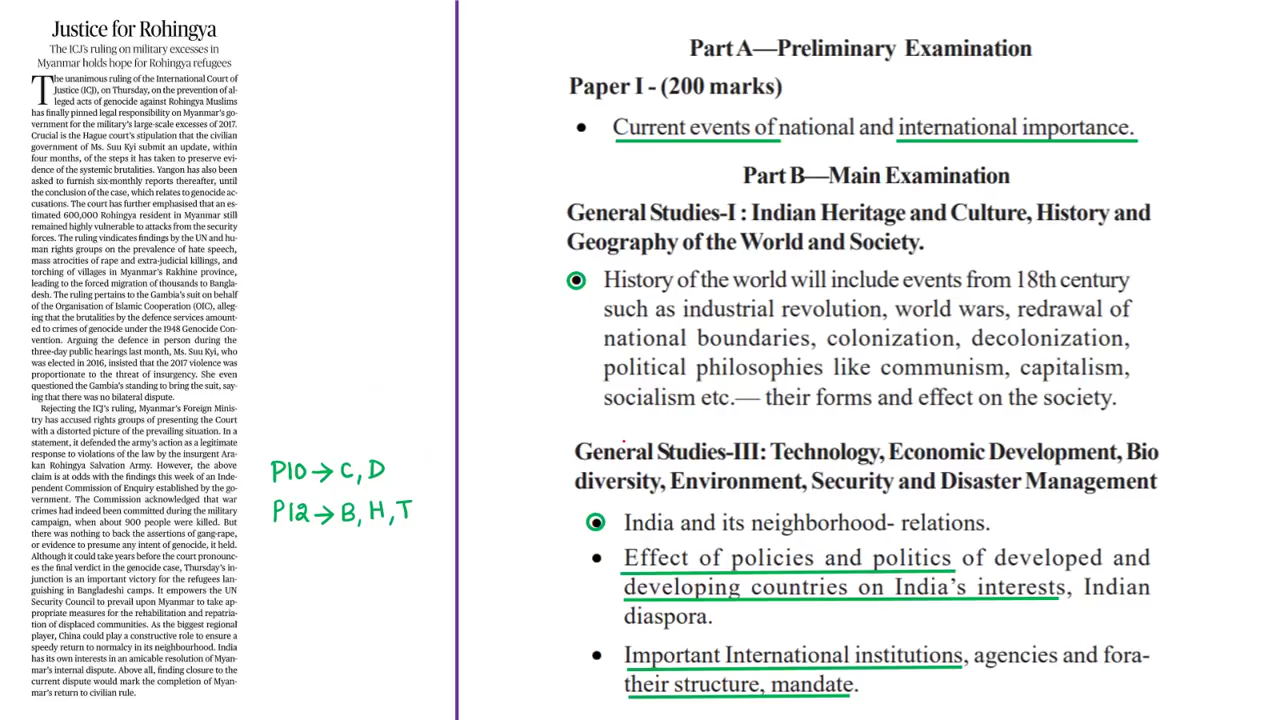 Justice for Rohingya
The ICJ's ruling on military excesses in
Myanmar holds hope for Rohingya refugees
The unanimous ruling of the International Court of
Justice (ICJ), on Thursday, on the prevention of al-
leged acts of genocide against Rohingya Muslims
has finally pinned legal responsibility on Myanmar's go-
vernment for the military's large-scale excesses of 2017.
Crucial is the Hague court's stipulation that the civilian
government of Ms. Suu Kyi submit an update, within
four months, of the steps it has taken to preserve evi-
dence of the systemic brutalities. Yangon has also been
asked to furnish six-monthly reports thereafter, until
the conclusion of the case, which relates to genocide ac-
cusations. The court has further emphasised that an es-
timated 600,000 Rohingya resident in Myanmar still
remained highly vulnerable to attacks from the security
forces. The ruling vindicates findings by the UN and hu-
man rights groups on the prevalence of hate speech,
mass atrocities of rape and extra-judicial killings, and
torching of villages in Myanmar's Rakhine province,
leading to the forced migration of thousands to Bangla-
desh. The ruling pertains to the Gambia's suit on behalf
of the Organisation of Islamic Cooperation (OIC), alleg-
ing that the brutalities by the defence services amount-
ed to crimes of genocide under the 1948 Genocide Con-
vention. Arguing the defence in person during the
three-day public hearings last month, Ms. Suu Kyi, who
was elected in 2016, insisted that the 2017 violence was
proportionate to the threat of insurgency. She even
questioned the Gambia's standing to bring the suit, say-
ing that there was no bilateral dispute.
Rejecting the ICJ's ruling, Myanmar's Foreign Minis-
try has accused rights groups of presenting the Court
with a distorted picture of the prevailing situation. In a
statement, it defended the army's action as a legitimate
response to violations of the law by the insurgent Ara-
kan Rohingya Salvation Army. However, the above
claim is at odds with the findings this week of an Inde-
pendent Commission of Enquiry established by the go-
vernment. The Commission acknowledged that war
crimes had indeed been committed during the military
campaign, when about 900 people were killed. But
there was nothing to back the assertions of gang-rape,
or evidence to presume any intent of genocide, it held.
Although it could take years before the court pronounc-
es the final verdict in the genocide case, Thursday's in-
junction is an important victory for the refugees lan-
guishing in Bangladeshi camps. It empowers the UN
Security Council to prevail upon Myanmar to take ap-
propriate measures for the rehabilitation and repatria-
tion of displaced communities. As the biggest regional
player, China could play a constructive role to ensure a
speedy return to normalcy in its neighbourhood. India
has its own interests in an amicable resolution of Myan-
mar's internal dispute. Above all, finding closure to the
current dispute would mark the completion of Myan-
mar's return to civilian rule.
P10 → C, D
P12 → B, H, T
Part A—Preliminary Examination
Paper I - (200 marks)
• Current events of national and international importance.
Part B—Main Examination
General Studies-I : Indian Heritage and Culture, History and
Geography of the World and Society.
• History of the world will include events from 18th century
such as industrial revolution, world wars, redrawal of
national boundaries, colonization, decolonization,
political philosophies like communism, capitalism,
socialism etc.— their forms and effect on the society.
General Studies-III: Technology, Economic Development, Bio
diversity, Environment, Security and Disaster Management
• India and its neighborhood- relations.
• Effect of policies and politics of developed and
developing countries on India's interests, Indian
diaspora.
• Important International institutions, agencies and fora-
their structure, mandate.